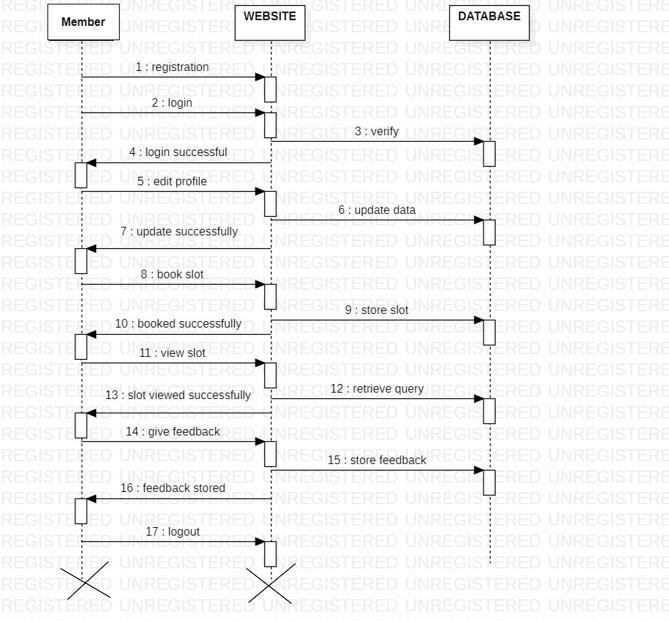 Member
WEBSITE
DATABASE
1 : registration
2 : login
3 : verify
4 : login successful
5 : edit profile
6 : update data
7 : update successfully
8 : book slot
9 : store slot
10 : booked successfully
11 : view slot
12 : retrieve query
13 : slot viewed successfully
14 : give feedback
15 : store feedback
16 : feedback stored
17 : logout
UNREGISTERED